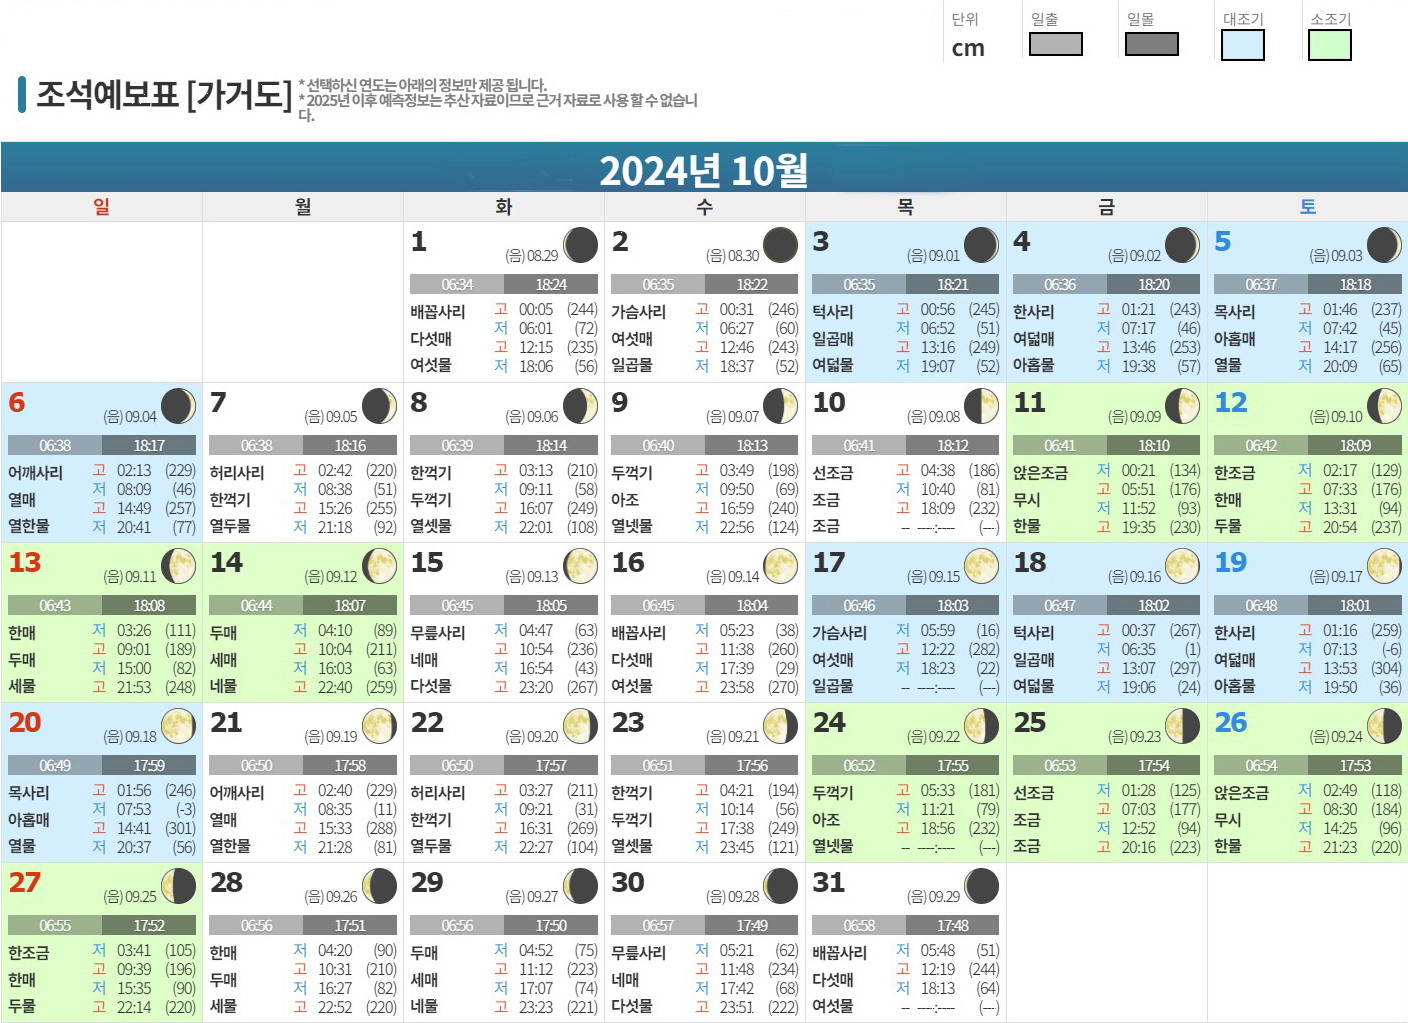 단위 일출 일몰 대조기 소조기
cm
조석예보표 [가거도]
* 선택하신 연도는 아래의 정보만 제공 됩니다.
* 2025년 이후 예측정보는 추산 자료이므로 근거 자료로 사용 할 수 없습니
다.
2024년 10월
일 월 화 수 목 금 토
1 (음) 08.29
06:34 18:24
배꼽사리 고 00:05 (244)
저 06:01 (72)
다섯매 고 12:15 (235)
여섯물 저 18:06 (56)
2 (음) 08.30
06:35 18:22
가슴사리 고 00:31 (246)
저 06:27 (60)
여섯매 고 12:46 (243)
일곱물 저 18:37 (52)
3 (음) 09.01
06:35 18:21
턱사리 고 00:56 (245)
저 06:52 (51)
일곱매 고 13:16 (249)
여덟물 저 19:07 (52)
4 (음) 09.02
06:36 18:20
한사리 고 01:21 (243)
저 07:17 (46)
여덟매 고 13:46 (253)
아홉물 저 19:38 (57)
5 (음) 09.03
06:37 18:18
목사리 고 01:46 (237)
저 07:42 (45)
아홉매 고 14:17 (256)
열물 저 20:09 (65)
6 (음) 09.04
06:38 18:17
어깨사리 고 02:13 (229)
저 08:09 (46)
열매 고 14:49 (257)
열한물 저 20:41 (77)
7 (음) 09.05
06:38 18:16
허리사리 고 02:42 (220)
저 08:38 (51)
한꺽기 고 15:26 (255)
열두물 저 21:18 (92)
8 (음) 09.06
06:39 18:14
한꺽기 고 03:13 (210)
저 09:11 (58)
두꺽기 고 16:07 (249)
열셋물 저 22:01 (108)
9 (음) 09.07
06:40 18:13
두꺽기 고 03:49 (198)
저 09:50 (69)
아조 고 16:59 (240)
열넷물 저 22:56 (124)
10 (음) 09.08
06:41 18:12
선조금 고 04:38 (186)
저 10:40 (81)
조금 고 18:09 (232)
조금 -- ----:---- (---)
11 (음) 09.09
06:41 18:10
앉은조금 저 00:21 (134)
고 05:51 (176)
무시 저 11:52 (93)
한물 고 19:35 (230)
12 (음) 09.10
06:42 18:09
한조금 저 02:17 (129)
고 07:33 (176)
한매 저 13:31 (94)
두물 고 20:54 (237)
13 (음) 09.11
06:43 18:08
한매 저 03:26 (111)
고 09:01 (189)
두매 저 15:00 (82)
세물 고 21:53 (248)
14 (음) 09.12
06:44 18:07
두매 저 04:10 (89)
고 10:04 (211)
세매 저 16:03 (63)
네물 고 22:40 (259)
15 (음) 09.13
06:45 18:05
무릎사리 저 04:47 (63)
고 10:54 (236)
네매 저 16:54 (43)
다섯물 고 23:20 (267)
16 (음) 09.14
06:45 18:04
배꼽사리 저 05:23 (38)
고 11:38 (260)
다섯매 저 17:39 (29)
여섯물 고 23:58 (270)
17 (음) 09.15
06:46 18:03
가슴사리 저 05:59 (16)
고 12:22 (282)
여섯매 저 18:23 (22)
일곱물 -- ----:---- (---)
18 (음) 09.16
06:47 18:02
턱사리 고 00:37 (267)
저 06:35 (1)
일곱매 고 13:07 (297)
여덟물 저 19:06 (24)
19 (음) 09.17
06:48 18:01
한사리 고 01:16 (259)
저 07:13 (-6)
여덟매 고 13:53 (304)
아홉물 저 19:50 (36)
20 (음) 09.18
06:49 17:59
목사리 고 01:56 (246)
저 07:53 (-3)
아홉매 고 14:41 (301)
열물 저 20:37 (56)
21 (음) 09.19
06:50 17:58
어깨사리 고 02:40 (229)
저 08:35 (11)
열매 고 15:33 (288)
열한물 저 21:28 (81)
22 (음) 09.20
06:50 17:57
허리사리 고 03:27 (211)
저 09:21 (31)
한꺽기 고 16:31 (269)
열두물 저 22:27 (104)
23 (음) 09.21
06:51 17:56
한꺽기 고 04:21 (194)
저 10:14 (56)
두꺽기 고 17:38 (249)
열셋물 저 23:45 (121)
24 (음) 09.22
06:52 17:55
두꺽기 고 05:33 (181)
저 11:21 (79)
아조 고 18:56 (232)
열넷물 -- ----:---- (---)
25 (음) 09.23
06:53 17:54
선조금 저 01:28 (125)
고 07:03 (177)
조금 저 12:52 (94)
조금 고 20:16 (223)
26 (음) 09.24
06:54 17:53
앉은조금 저 02:49 (118)
고 08:30 (184)
무시 저 14:25 (96)
한물 고 21:23 (220)
27 (음) 09.25
06:55 17:52
한조금 저 03:41 (105)
고 09:39 (196)
한매 저 15:35 (90)
두물 고 22:14 (220)
28 (음) 09.26
06:56 17:51
한매 저 04:20 (90)
고 10:31 (210)
두매 저 16:27 (82)
세물 고 22:52 (220)
29 (음) 09.27
06:56 17:50
두매 저 04:52 (75)
고 11:12 (223)
세매 저 17:07 (74)
네물 고 23:23 (221)
30 (음) 09.28
06:57 17:49
무릎사리 저 05:21 (62)
고 11:48 (234)
네매 저 17:42 (68)
다섯물 고 23:51 (222)
31 (음) 09.29
06:58 17:48
배꼽사리 저 05:48 (51)
고 12:19 (244)
다섯매 저 18:13 (64)
여섯물 -- ----:---- (---)